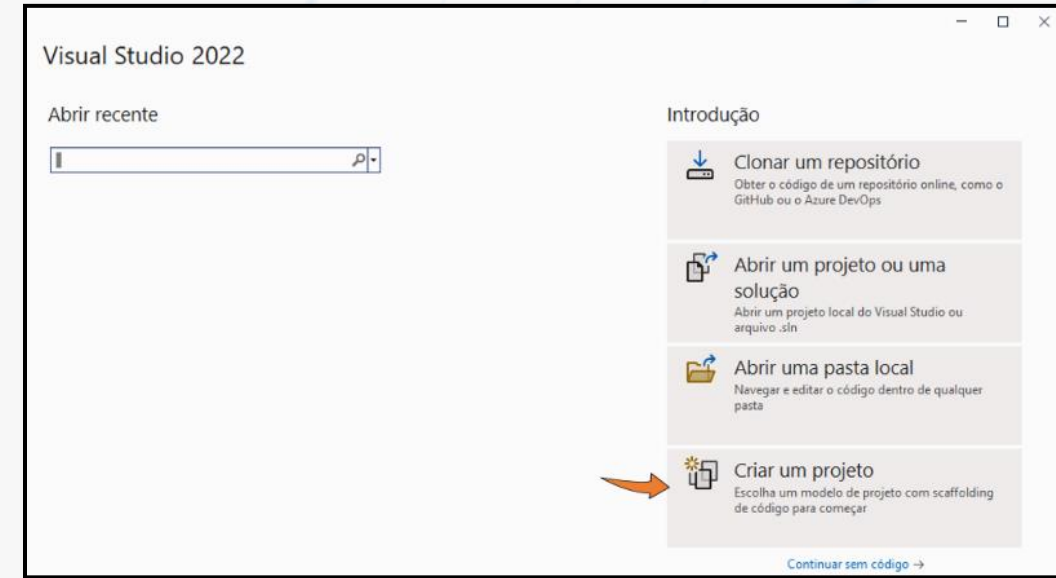 Visual Studio 2022
Abrir recente
Introdução
Clonar um repositório
Obter o código de um repositório online, como o
GitHub ou o Azure DevOps
Abrir um projeto ou uma
solução
Abrir um projeto local do Visual Studio ou
arquivo .sln
Abrir uma pasta local
Navegar e editar o código dentro de qualquer
pasta
Criar um projeto
Escolha um modelo de projeto com scaffolding
de código para começar
Continuar sem código →